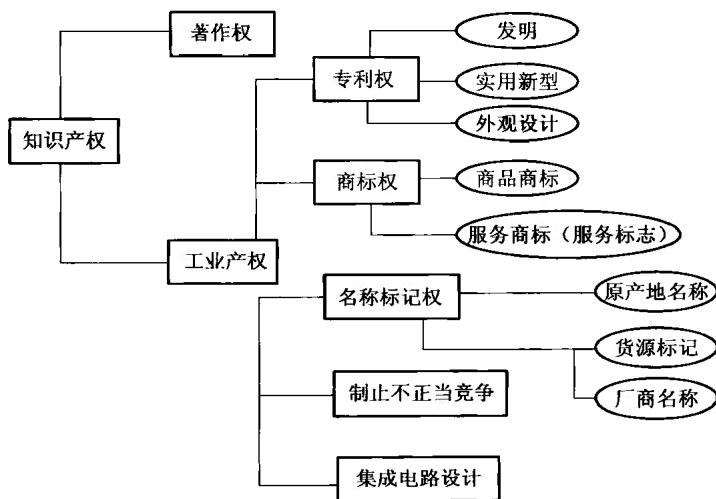 著作权
发明
专利权
实用新型
外观设计
知识产权
商标权
商品商标
服务商标（服务标志）
工业产权
名称标记权
原产地名称
货源标记
制止不正当竞争
厂商名称
集成电路设计